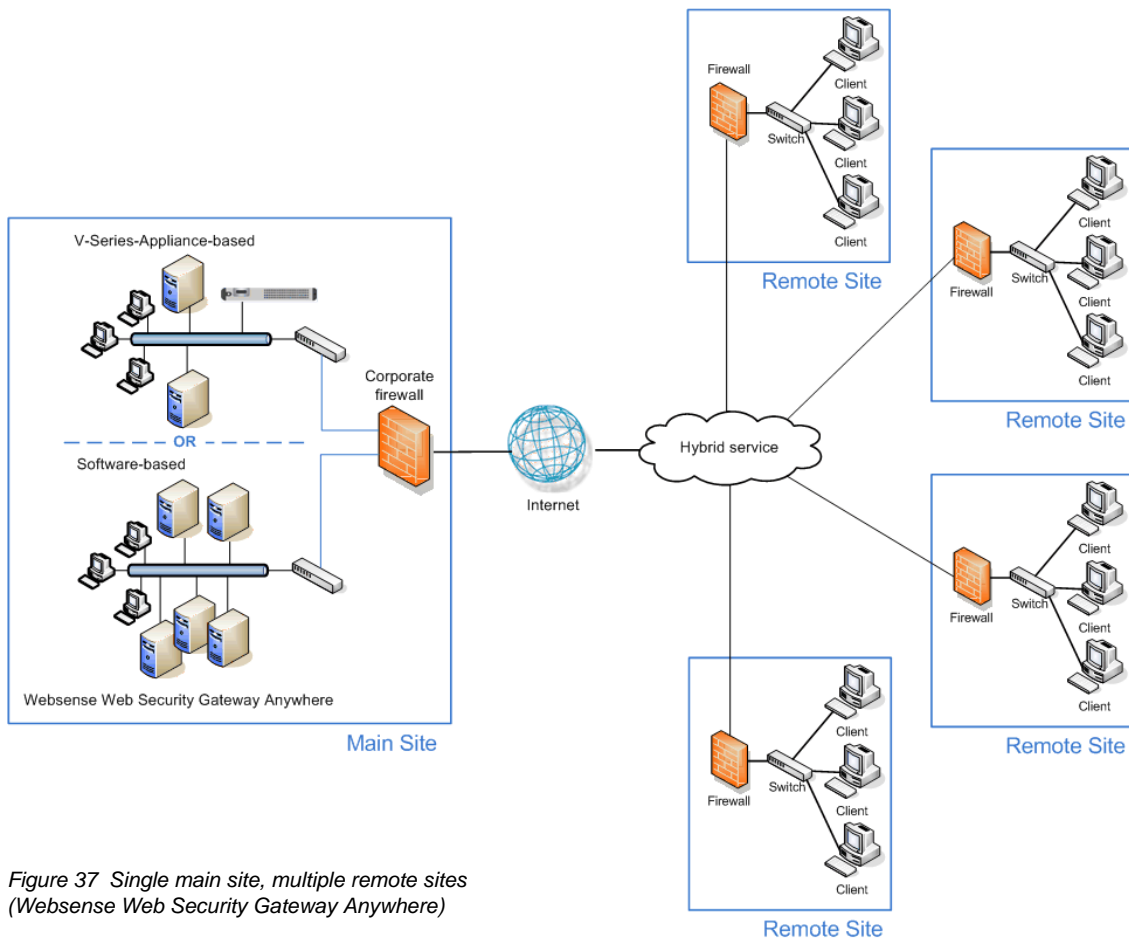 Firewall
Client
Switch
Client
Client
Remote Site
Client
Firewall
Switch
Client
Client
Remote Site
V-Series-Appliance-based
Corporate
firewall
OR
Software-based
Websense Web Security Gateway Anywhere
Main Site
Internet
Hybrid service
Client
Firewall
Switch
Client
Client
Remote Site
Client
Firewall
Switch
Client
Client
Remote Site
Figure 37 Single main site, multiple remote sites
(Websense Web Security Gateway Anywhere)